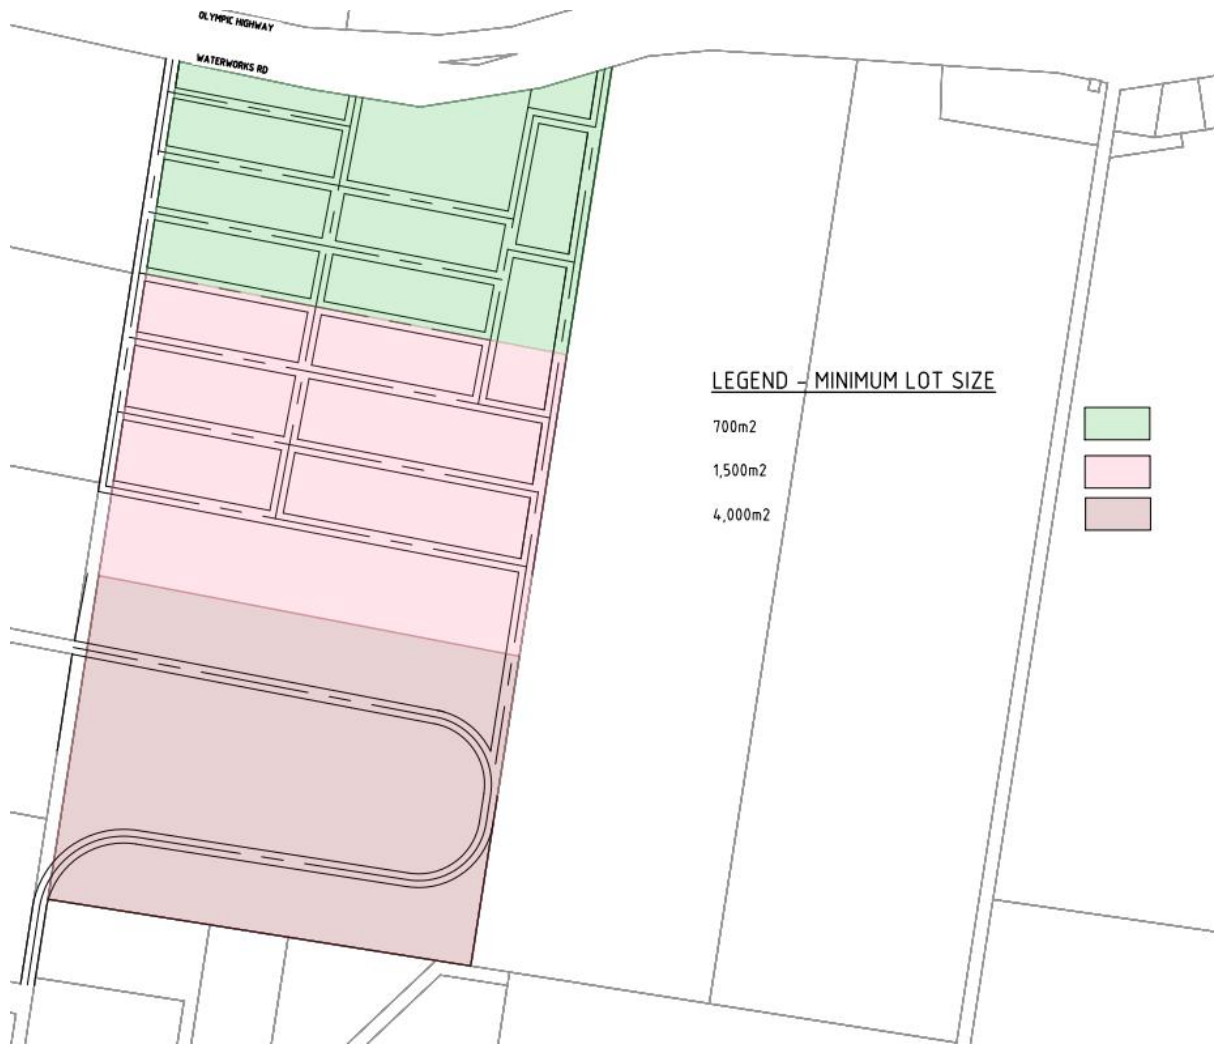 OLYMPIC HIGHWAY
WATERWORKS RD
LEGEND - MINIMUM LOT SIZE
700m2
1,500m2
4,000m2